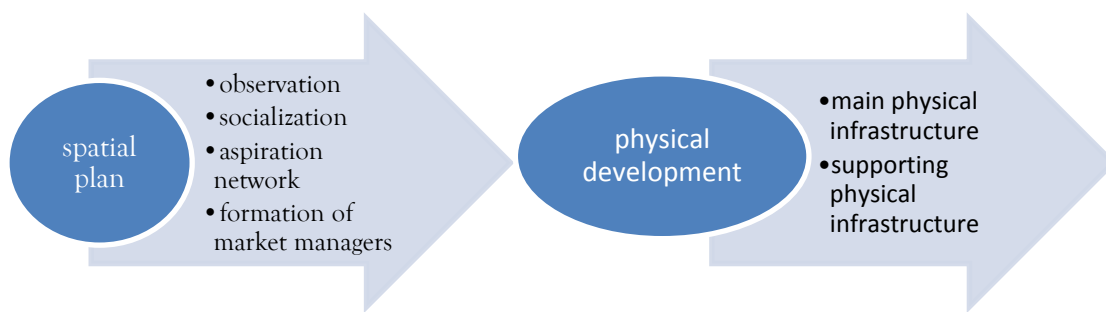 spatial
plan
•observation
•socialization
•aspiration
network
•formation of
market managers
physical
development
•main physical
infrastructure
•supporting
physical
infrastructure